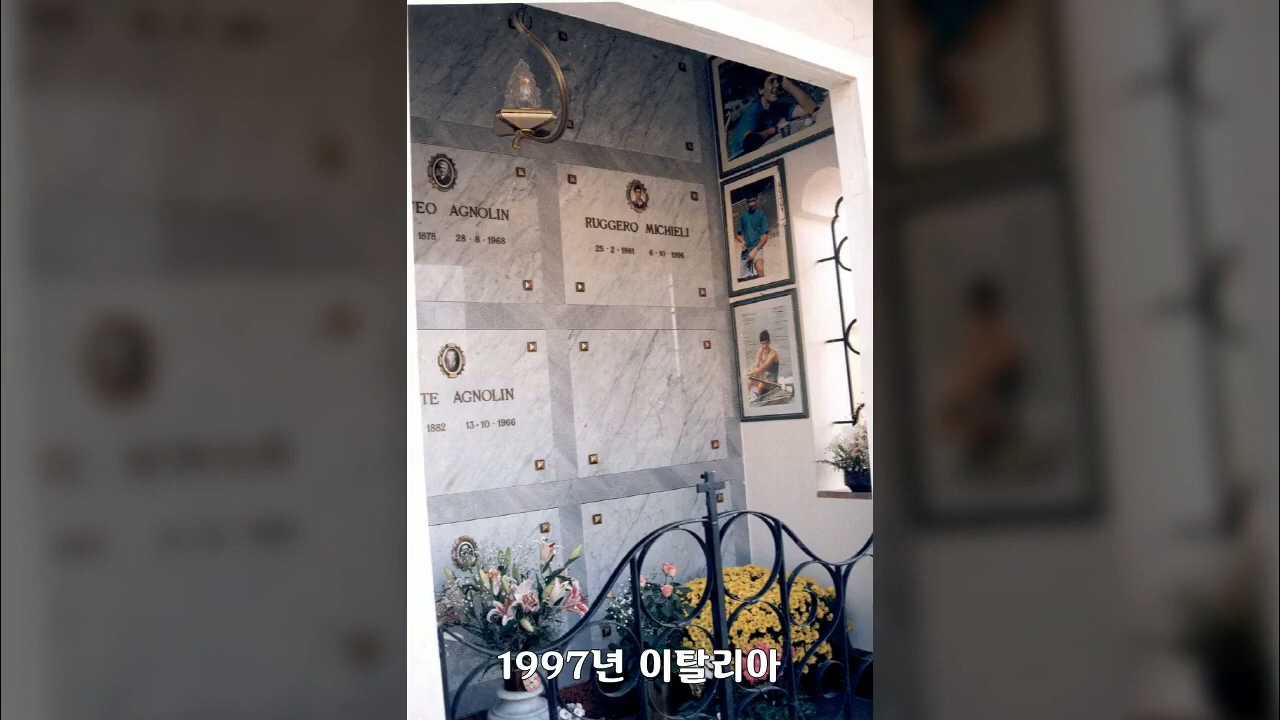 EO AGNOLIN
1878 28·8·1968
RUGGERO MICHIELI
25·2·1981 6·10·1996
TE AGNOLIN
1882 13·10·1966
1997년 이탈리아